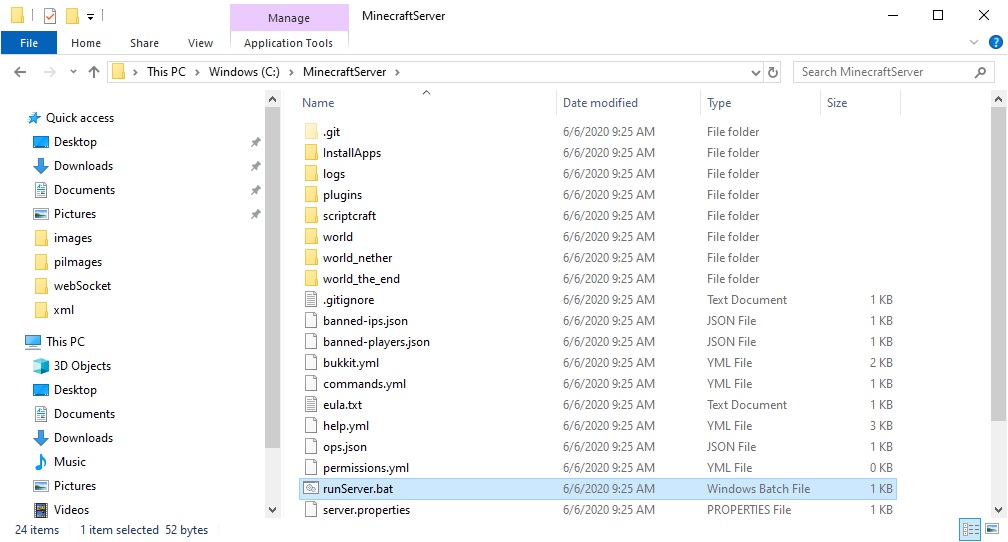 Manage MinecraftServer
File Home Share View Application Tools
This PC Windows (C:) MinecraftServer Search MinecraftServer
Name Date modified Type Size
Quick access
Desktop
Downloads
Documents
Pictures
images
piImages
webSocket
xml
This PC
3D Objects
Desktop
Documents
Downloads
Music
Pictures
Videos
.git 6/6/2020 9:25 AM File folder
InstallApps 6/6/2020 9:25 AM File folder
logs 6/6/2020 9:25 AM File folder
plugins 6/6/2020 9:25 AM File folder
scriptcraft 6/6/2020 9:25 AM File folder
world 6/6/2020 9:25 AM File folder
world_nether 6/6/2020 9:25 AM File folder
world_the_end 6/6/2020 9:25 AM File folder
.gitignore 6/6/2020 9:25 AM Text Document 1 KB
banned-ips.json 6/6/2020 9:25 AM JSON File 1 KB
banned-players.json 6/6/2020 9:25 AM JSON File 1 KB
bukkit.yml 6/6/2020 9:25 AM YML File 2 KB
commands.yml 6/6/2020 9:25 AM YML File 1 KB
eula.txt 6/6/2020 9:25 AM Text Document 1 KB
help.yml 6/6/2020 9:25 AM YML File 3 KB
ops.json 6/6/2020 9:25 AM JSON File 1 KB
permissions.yml 6/6/2020 9:25 AM YML File 0 KB
runServer.bat 6/6/2020 9:25 AM Windows Batch File 1 KB
server.properties 6/6/2020 9:25 AM PROPERTIES File 1 KB
24 items 1 item selected 52 bytes